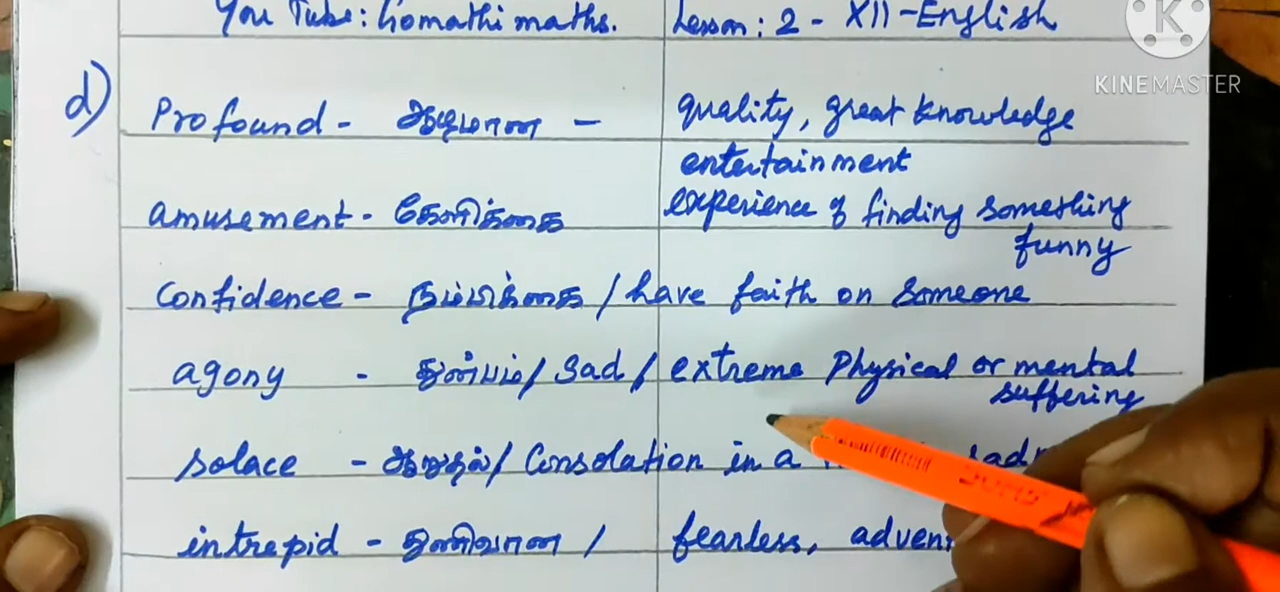 You Tube: Gomathi maths. Lesson: 2 - XII - English
K
KINEMASTER
d) Profound - ஆழமான - quality, great knowledge
entertainment
amusement - கேளிக்கை experience of finding something
funny
Confidence - நம்பிக்கை / have faith on someone
agony - துன்பம் / sad / extreme Physical or mental
suffering
solace - ஆறுதல் / Consolation in a
intrepid - துணிவான / fearless,